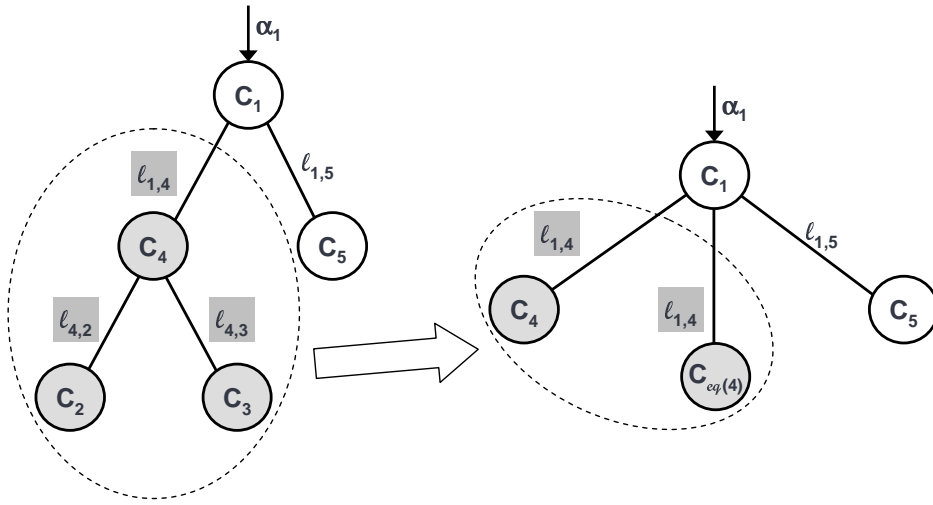 α₁
C₁
ℓ₁,₄
ℓ₁,₅
C₄
C₅
ℓ₄,₂
ℓ₄,₃
C₂
C₃
α₁
C₁
ℓ₁,₄
ℓ₁,₅
C₄
ℓ₁,₄
C₅
C_eq(4)